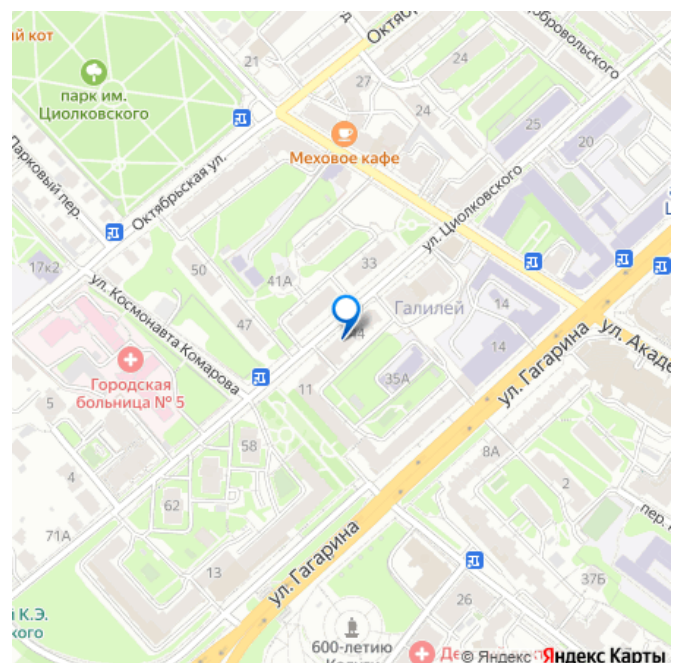 й кот
парк им.
Циолковского
21
Октяб
27
24
24
Добровольского
25
20
Меховое кафе
Парковый пер.
Октябрьская ул.
ул. Циолковского
50
41А
33
17к2
ул. Космонавта Комарова
47
44
Галилей
14
14
ул. Гагарина
ул. Акаде
Городская
больница № 5
5
11
35А
4
58
8А
2
62
71А
пер.
13
ул. Гагарина
37Б
26
й К.Э.
600-летию
© Яндекс
Яндекс Карты